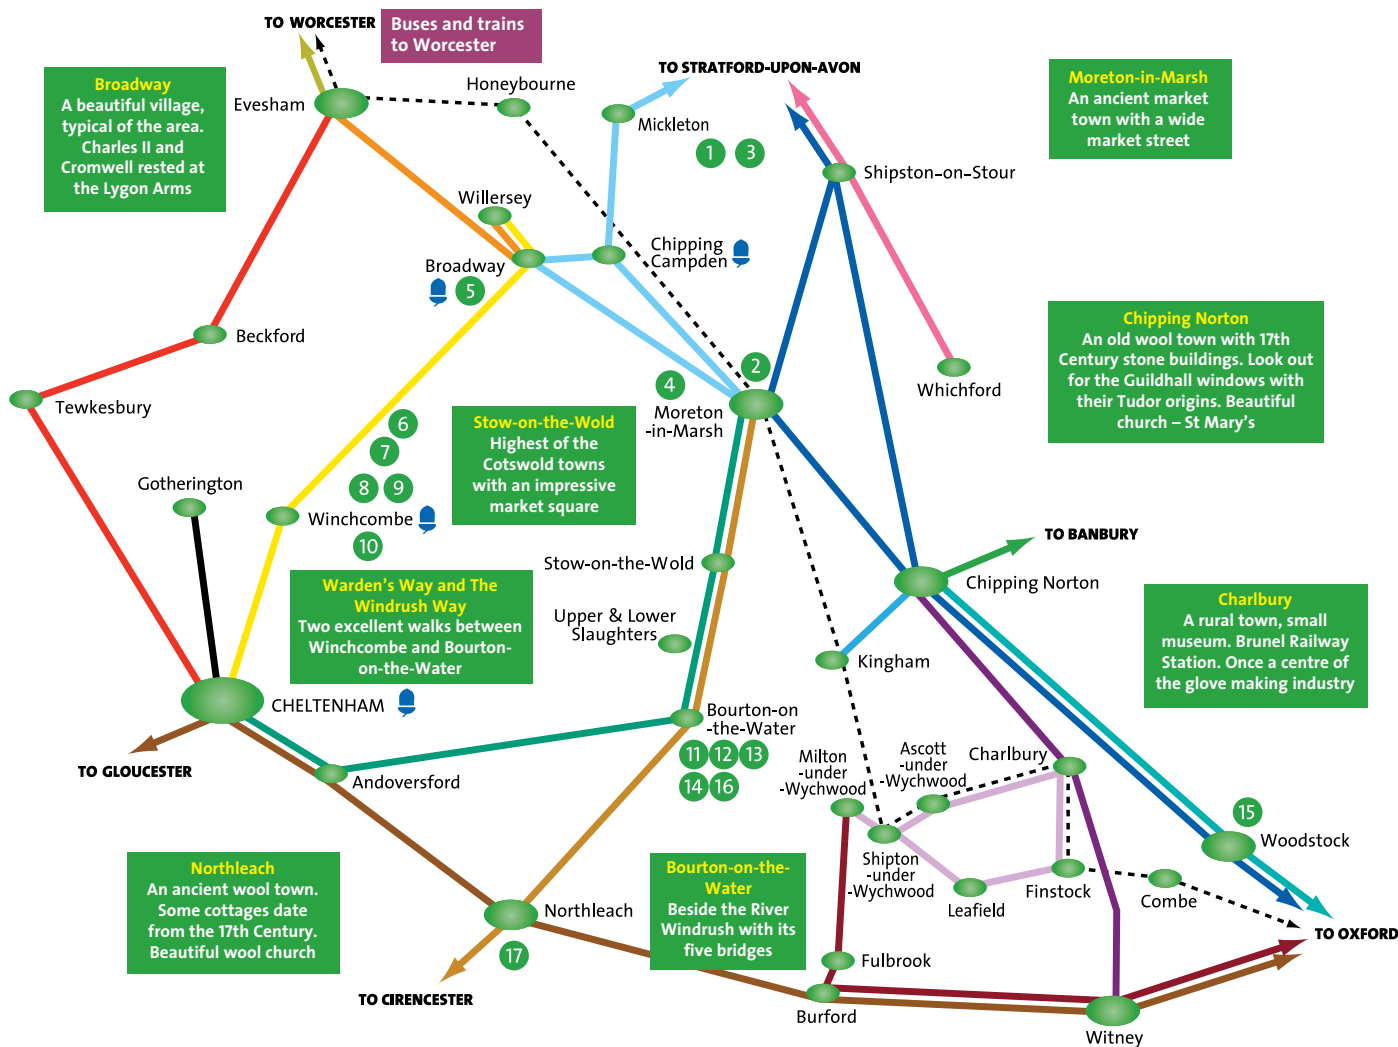 TO WORCESTER
Buses and trains
to Worcester
TO STRATFORD-UPON-AVON
Broadway
A beautiful village,
typical of the area.
Charles II and
Cromwell rested at
the Lygon Arms
Evesham
Honeybourne
Mickleton
1
3
Moreton-in-Marsh
An ancient market
town with a wide
market street
Shipston-on-Stour
Willersey
Broadway
5
Chipping
Campden
Beckford
Tewkesbury
2
4
Moreton
-in-Marsh
Whichford
Chipping Norton
An old wool town with 17th
Century stone buildings. Look out
for the Guildhall windows with
their Tudor origins. Beautiful
church – St Mary's
6
7
8
9
Winchcombe
10
Stow-on-the-Wold
Highest of the
Cotswold towns
with an impressive
market square
Gotherington
Stow-on-the-Wold
TO BANBURY
Chipping Norton
Warden's Way and The
Windrush Way
Two excellent walks between
Winchcombe and Bourton-
on-the-Water
Upper & Lower
Slaughters
Kingham
Charlbury
A rural town, small
museum. Brunel Railway
Station. Once a centre of
the glove making industry
CHELTENHAM
TO GLOUCESTER
Andoversford
Bourton-on
-the-Water
11
12
13
14
16
Milton
-under
-Wychwood
Ascott
-under
-Wychwood
Charlbury
15
Woodstock
Shipton
-under
-Wychwood
Leafield
Finstock
Combe
Northleach
An ancient wool town.
Some cottages date
from the 17th Century.
Beautiful wool church
Northleach
17
Bourton-on-the-
Water
Beside the River
Windrush with its
five bridges
TO OXFORD
Fulbrook
TO CIRENCESTER
Burford
Witney